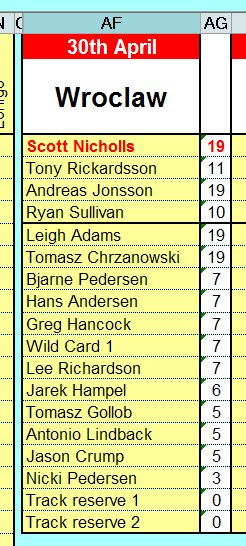 N C AF AG
Lonigo
30th April
Wroclaw
Scott Nicholls 19
Tony Rickardsson 11
Andreas Jonsson 19
Ryan Sullivan 10
Leigh Adams 19
Tomasz Chrzanowski 19
Bjarne Pedersen 7
Hans Andersen 7
Greg Hancock 7
Wild Card 1 7
Lee Richardson 7
Jarek Hampel 6
Tomasz Gollob 5
Antonio Lindback 5
Jason Crump 5
Nicki Pedersen 3
Track reserve 1 0
Track reserve 2 0